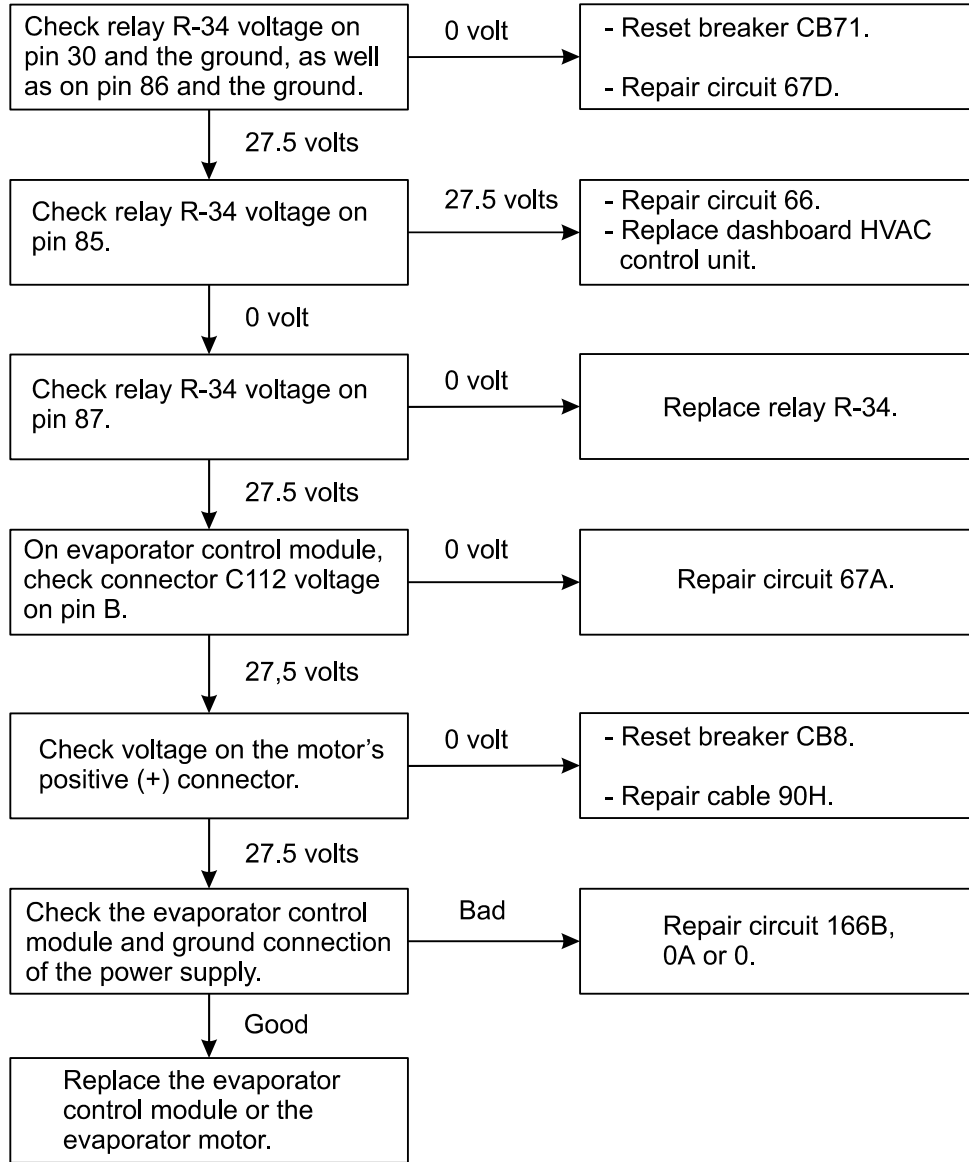 Check relay R-34 voltage on
pin 30 and the ground, as well
as on pin 86 and the ground.
0 volt
- Reset breaker CB71.
- Repair circuit 67D.
27.5 volts
Check relay R-34 voltage on
pin 85.
27.5 volts
- Repair circuit 66.
- Replace dashboard HVAC
control unit.
0 volt
Check relay R-34 voltage on
pin 87.
0 volt
Replace relay R-34.
27.5 volts
On evaporator control module,
check connector C112 voltage
on pin B.
0 volt
Repair circuit 67A.
27,5 volts
Check voltage on the motor's
positive (+) connector.
0 volt
- Reset breaker CB8.
- Repair cable 90H.
27.5 volts
Check the evaporator control
module and ground connection
of the power supply.
Bad
Repair circuit 166B,
0A or 0.
Good
Replace the evaporator
control module or the
evaporator motor.